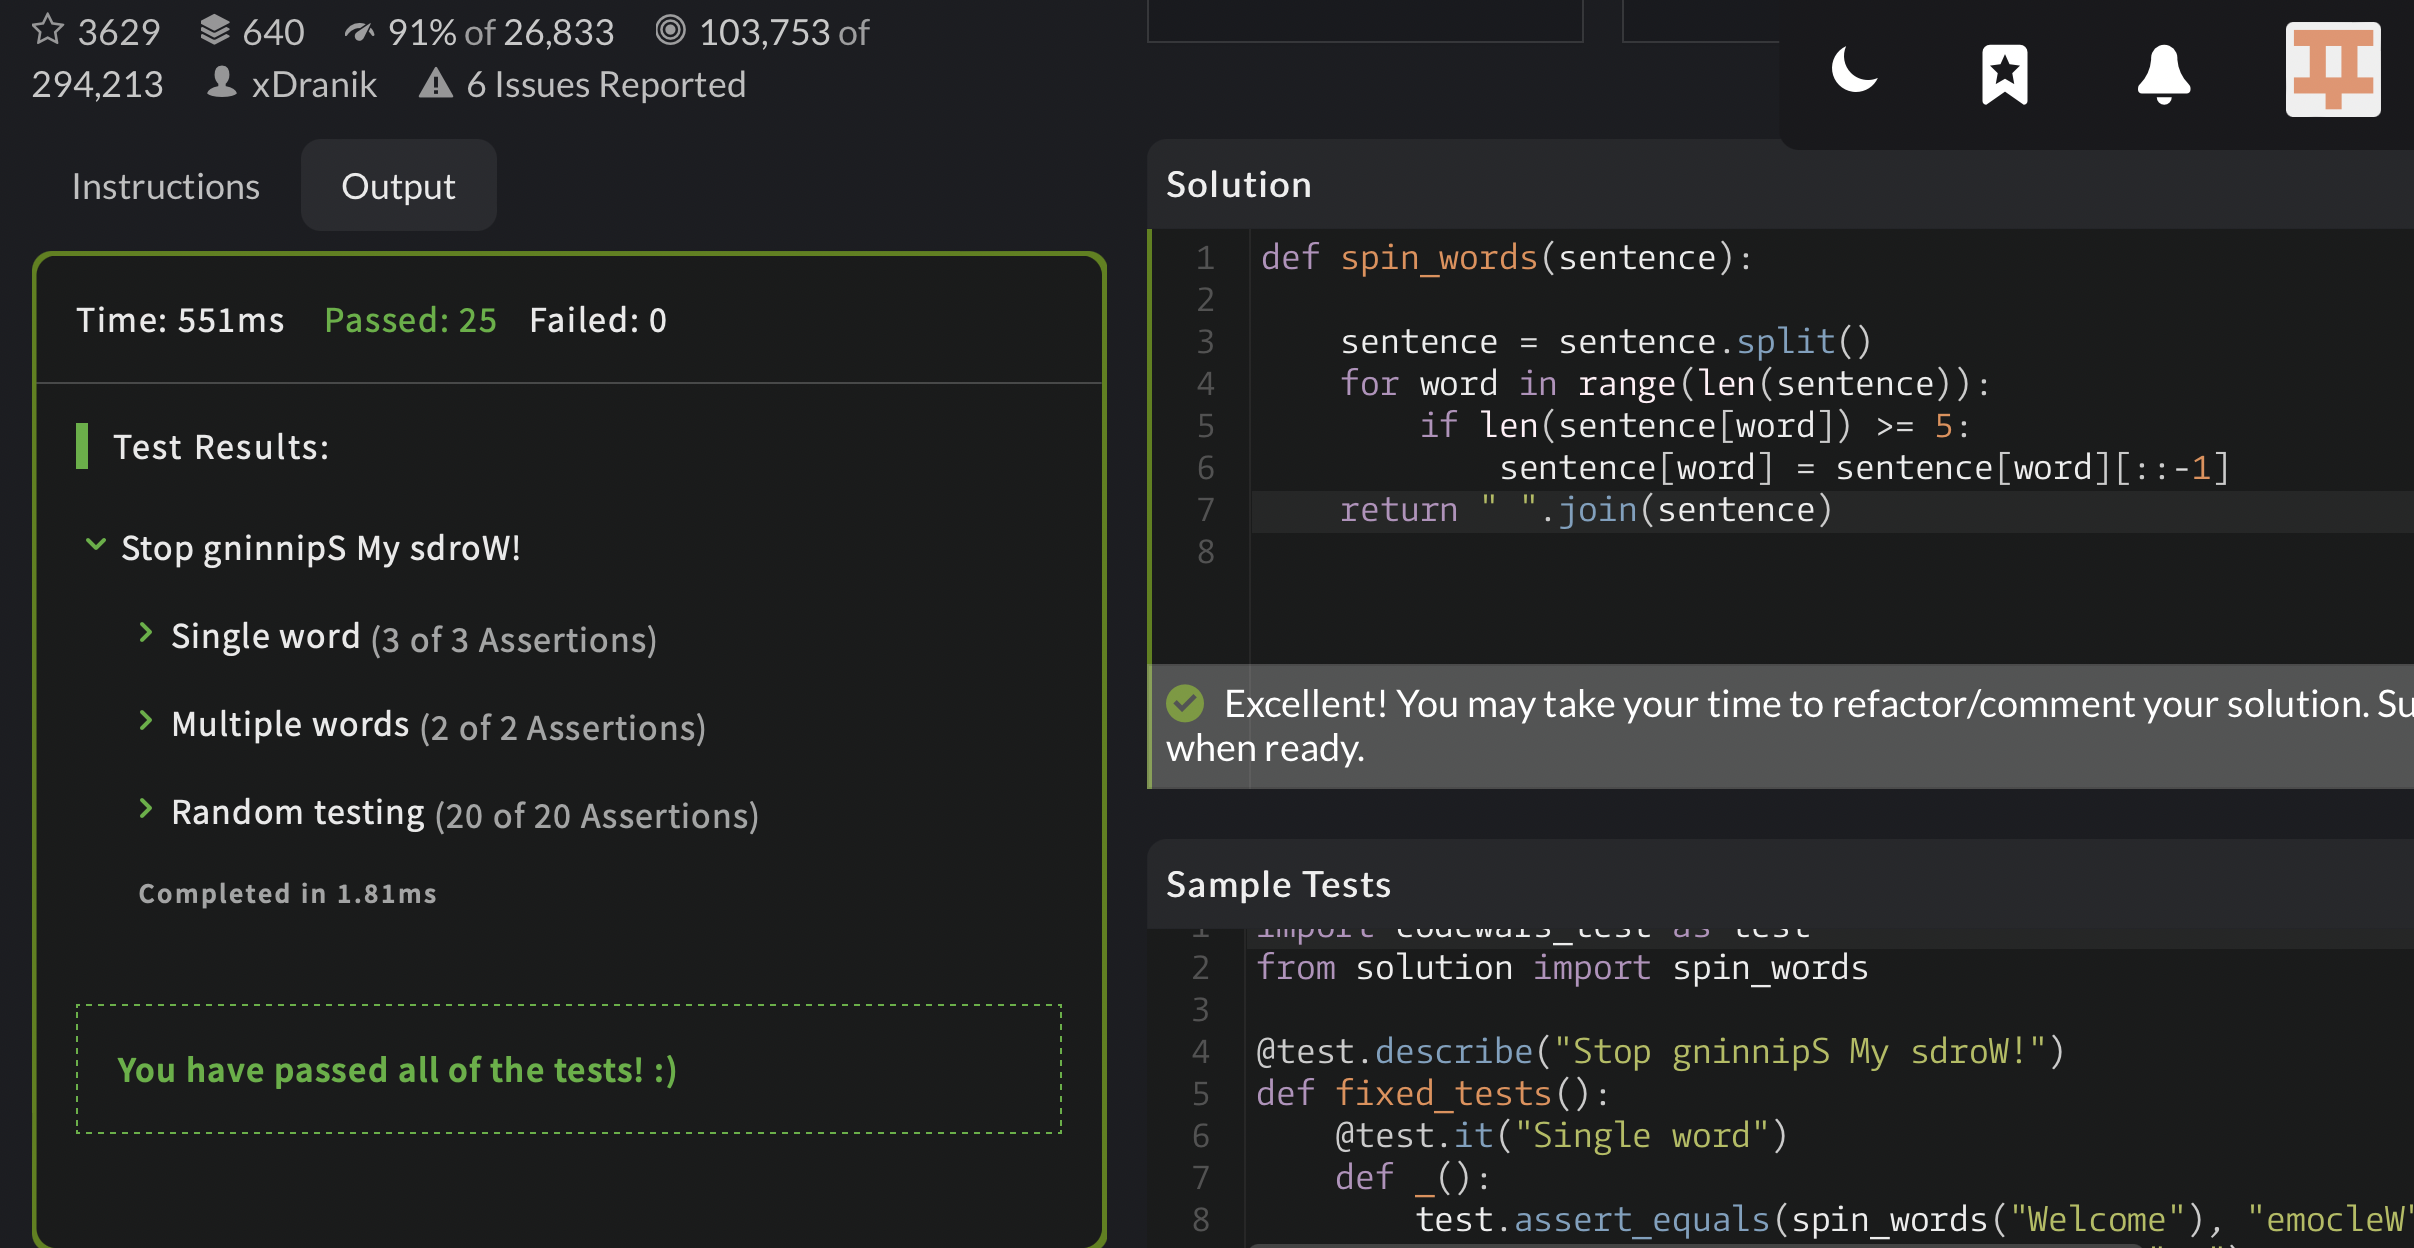 3629 640 91% of 26,833 103,753 of
294,213 xDranik 6 Issues Reported
Instructions Output
Time: 551ms Passed: 25 Failed: 0
Test Results:
Stop gninnipS My sdroW!
Single word (3 of 3 Assertions)
Multiple words (2 of 2 Assertions)
Random testing (20 of 20 Assertions)
Completed in 1.81ms
You have passed all of the tests! :)
Solution
1 def spin_words(sentence):
2
3     sentence = sentence.split()
4     for word in range(len(sentence)):
5         if len(sentence[word]) >= 5:
6             sentence[word] = sentence[word][::-1]
7     return " ".join(sentence)
8
Excellent! You may take your time to refactor/comment your solution. Su
when ready.
Sample Tests
1 import codewars_test as test
2 from solution import spin_words
3
4 @test.describe("Stop gninnipS My sdroW!")
5 def fixed_tests():
6     @test.it("Single word")
7     def _():
8         test.assert_equals(spin_words("Welcome"), "emocleW"